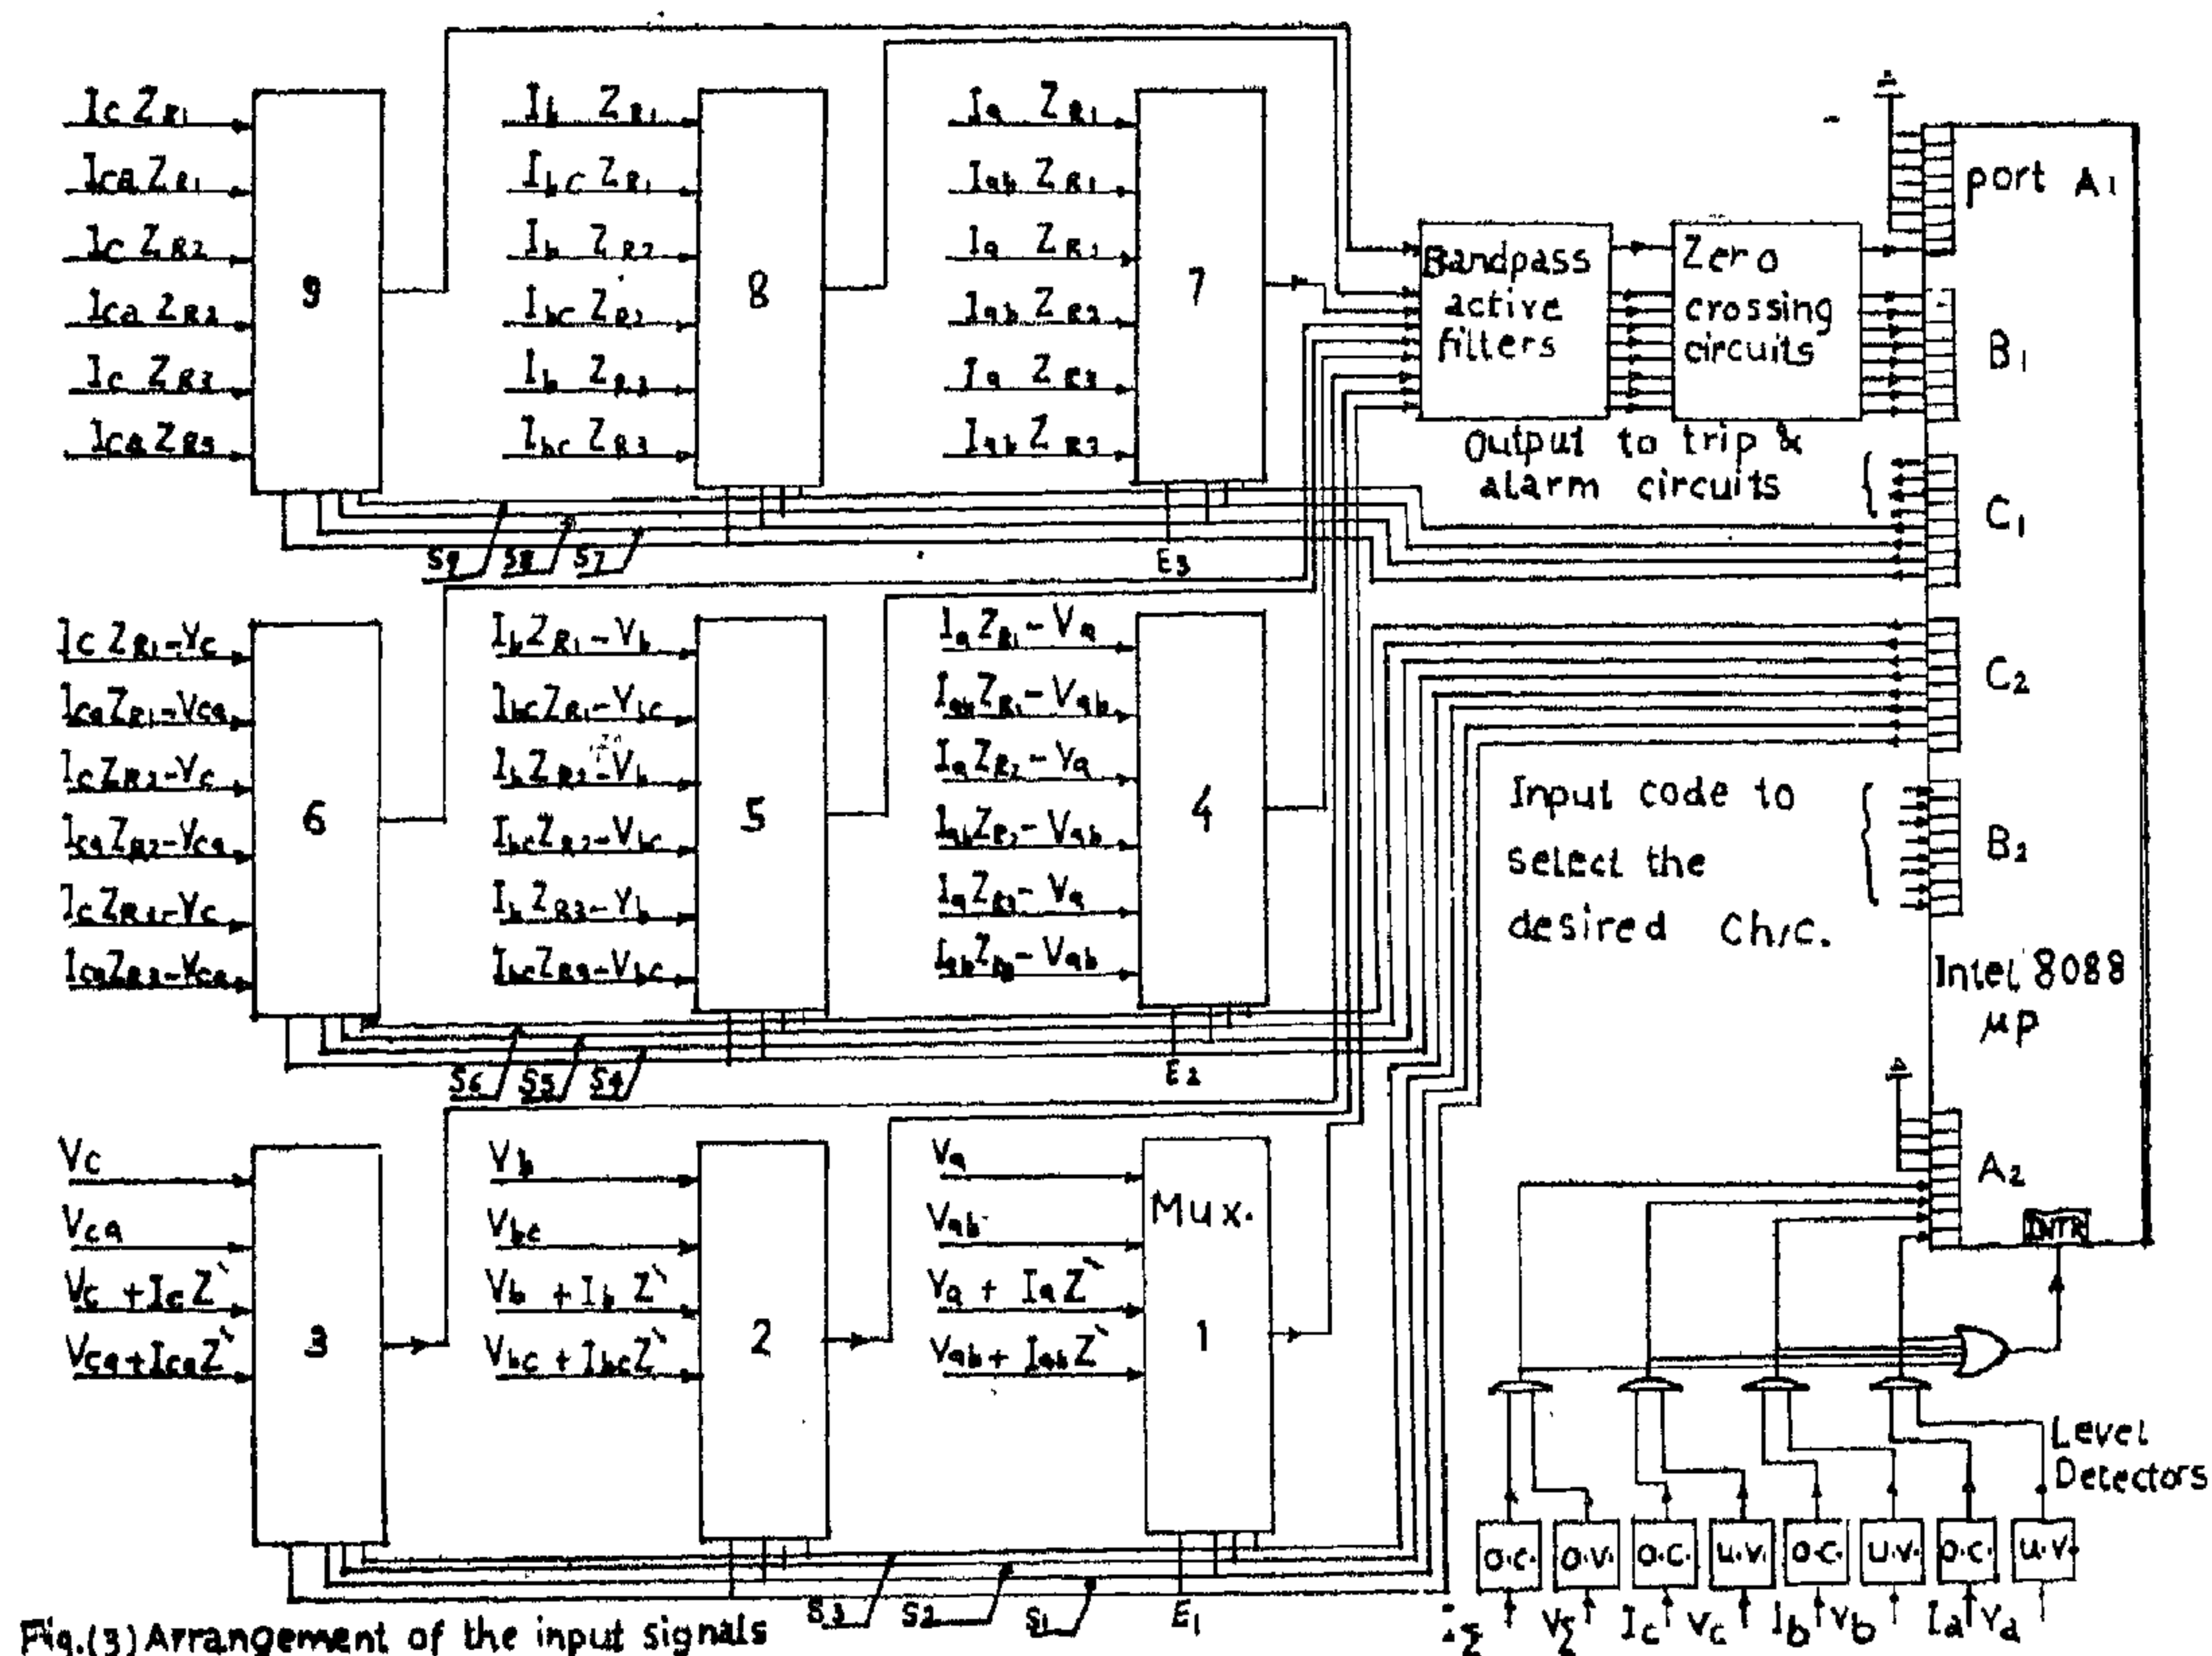 Ic ZR1
Ica ZR1
Ic ZR2
Ica ZR2
Ic ZR3
Ica ZR3
9
Ib ZR1
Ibc ZR1
Ib ZR2
Ibc ZR2
Ib ZR3
Ibc ZR3
8
Ia ZR1
Iab ZR1
Ia ZR2
Iab ZR2
Ia ZR3
Iab ZR3
7
S9 S8 S7
E3
Bandpass
active
filters
Zero
crossing
circuits
port A1
B1
Output to trip &
alarm circuits
C1
C2
Input code to
select the
desired Ch/c.
B2
Intel 8088
μp
A2
INTR
Ic ZR1-Vc
Ica ZR1-Vca
Ic ZR2-Vc
Ica ZR2-Vca
Ic ZR3-Vc
Ica ZR3-Vca
6
Ib ZR1-Vb
Ibc ZR1-Vbc
Ib ZR2-Vb
Ibc ZR2-Vbc
Ib ZR3-Vb
Ibc ZR3-Vbc
5
Ia ZR1-Va
Iab ZR1-Vab
Ia ZR2-Va
Iab ZR2-Vab
Ia ZR3-Va
Iab ZR3-Vab
4
S6 S5 S4
E2
Vc
Vca
Vc + Ic Z`
Vca + Ica Z`
3
Vb
Vbc
Vb + Ib Z`
Vbc + Ibc Z`
2
Va
Vab
Va + Ia Z`
Vab + Iab Z`
Mux.
1
S3 S2 S1
E1
Level
Detectors
o.c. o.v. o.c. u.v. o.c. u.v. o.c. u.v.
IΣ VΣ Ic Vc Ib Vb Ia Va
Fig.(3) Arrangement of the input signals